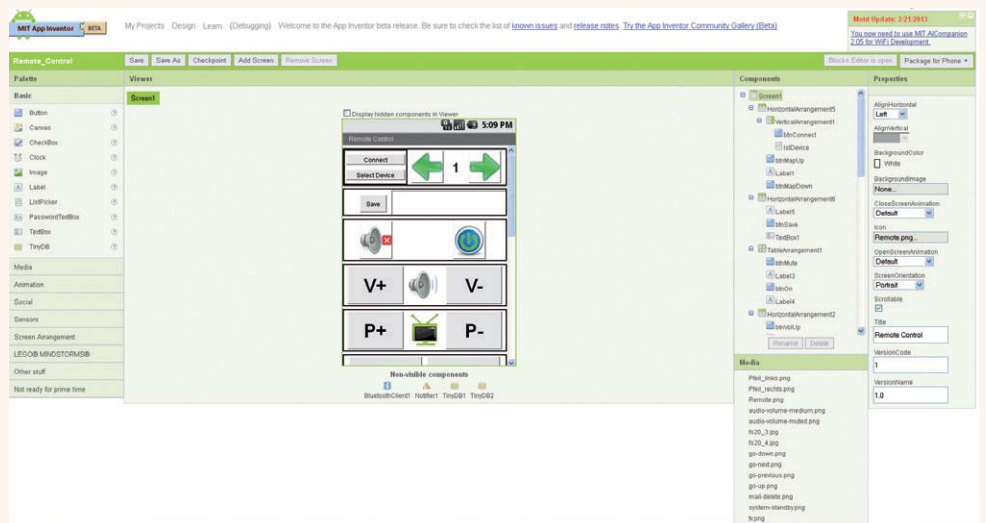 MIT App Inventor BETA
My Projects Design Learn (Debugging) Welcome to the App Inventor beta release. Be sure to check the list of known issues and release notes. Try the App Inventor Community Gallery (Beta)
Motd Update: 2/21/2013
You now need to use MIT AICompanion
2.05 for WiFi Development.
Remote_Control
Save Save As Checkpoint Add Screen Remove Screen
Blocks Editor is open Package for Phone
Palette
Basic
Button
Canvas
CheckBox
Clock
Image
Label
ListPicker
PasswordTextBox
TextBox
TinyDB
Media
Animation
Social
Sensors
Screen Arrangement
LEGO® MINDSTORMS®
Other stuff
Not ready for prime time
Viewer
Screen1
Display hidden components in Viewer
5:09 PM
Remote Control
Connect
Select Device
1
Save
V+ V-
P+ P-
Non-visible components
BluetoothClient1 Notifier1 TinyDB1 TinyDB2
Components
Screen1
HorizontalArrangement5
VerticalArrangement1
btnConnect
lstDevice
btnMapUp
Label1
btnMapDown
HorizontalArrangement6
Label5
btnSave
TextBox1
TableArrangement1
btnMute
Label3
btnOn
Label4
HorizontalArrangement2
btnVolUp
Rename Delete
Media
Pfeil_links.png
Pfeil_rechts.png
Remote.png
audio-volume-medium.png
audio-volume-muted.png
fs20_3.jpg
fs20_4.jpg
go-down.png
go-next.png
go-previous.png
go-up.png
mail-delete.png
system-standby.png
tv.png
Properties
AlignHorizontal
Left
AlignVertical
BackgroundColor
White
BackgroundImage
None...
CloseScreenAnimation
Default
Icon
Remote.png...
OpenScreenAnimation
Default
ScreenOrientation
Portrait
Scrollable
Title
Remote Control
VersionCode
1
VersionName
1.0